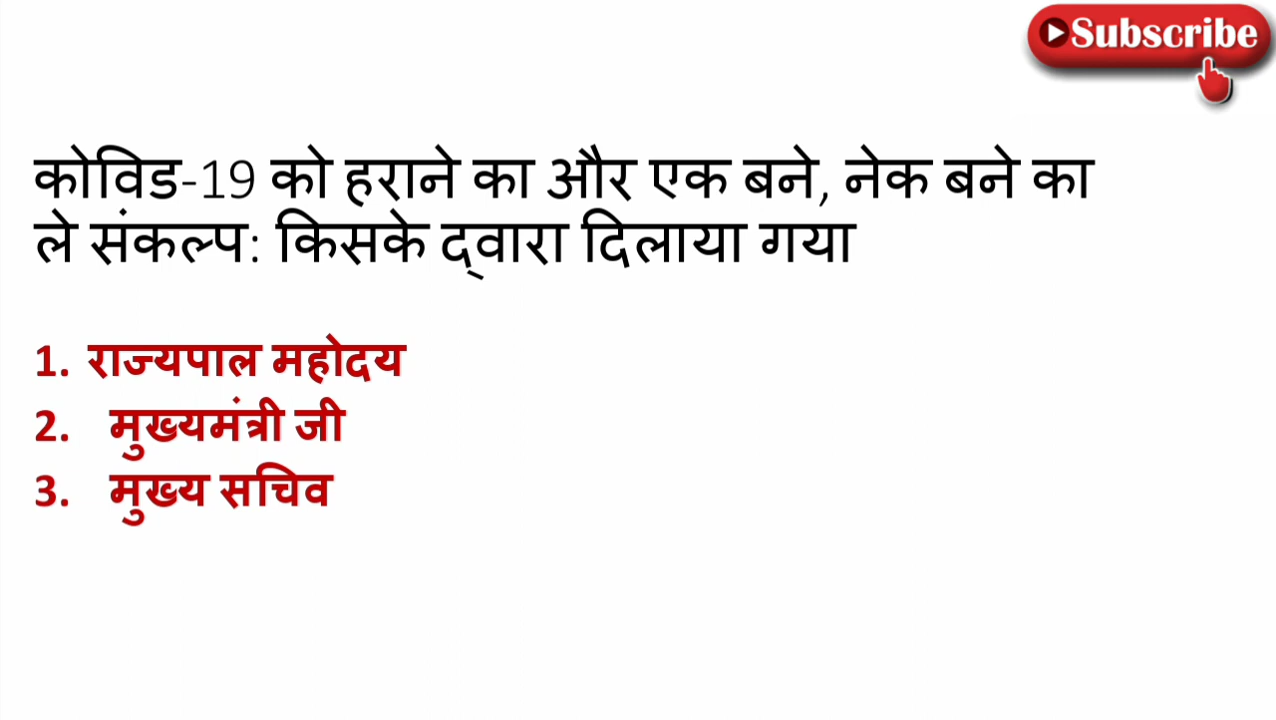 Subscribe
कोविड-19 को हराने का और एक बने, नेक बने का
ले संकल्प: किसके द्वारा दिलाया गया
1. राज्यपाल महोदय
2. मुख्यमंत्री जी
3. मुख्य सचिव